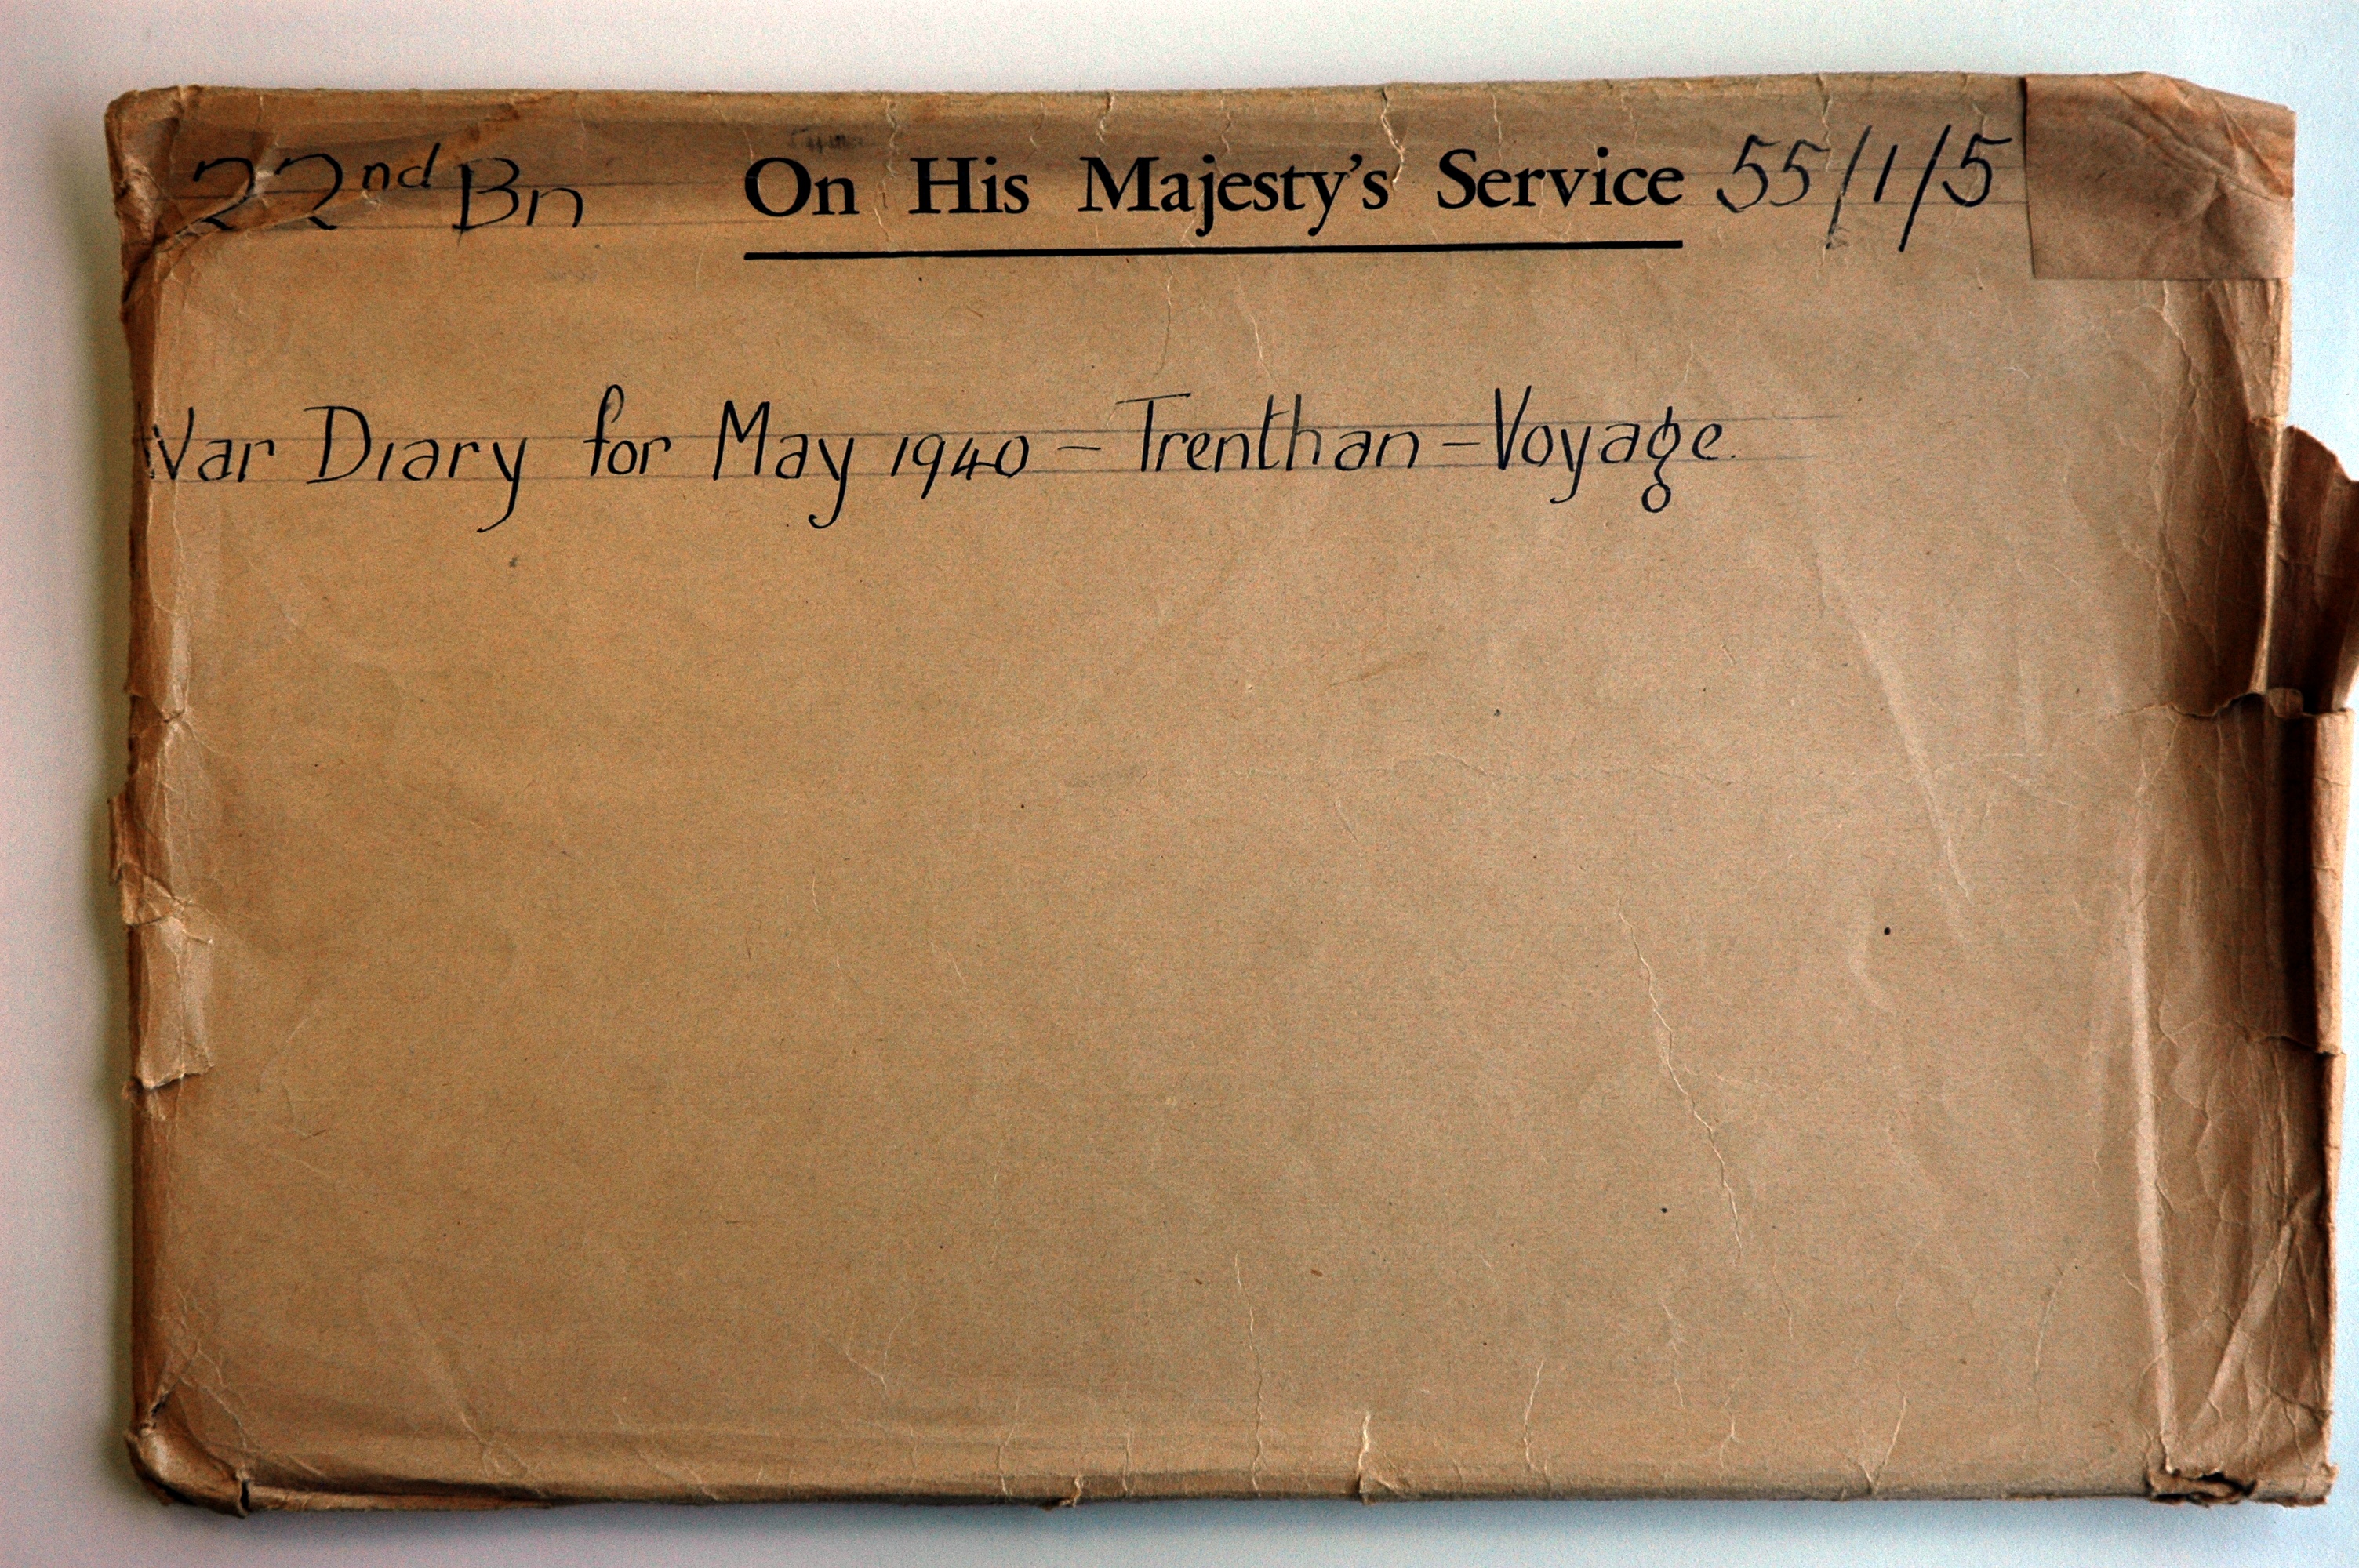 22nd Bn On His Majesty's Service 55/1/5
War Diary for May 1940 – Trenthan – Voyage.